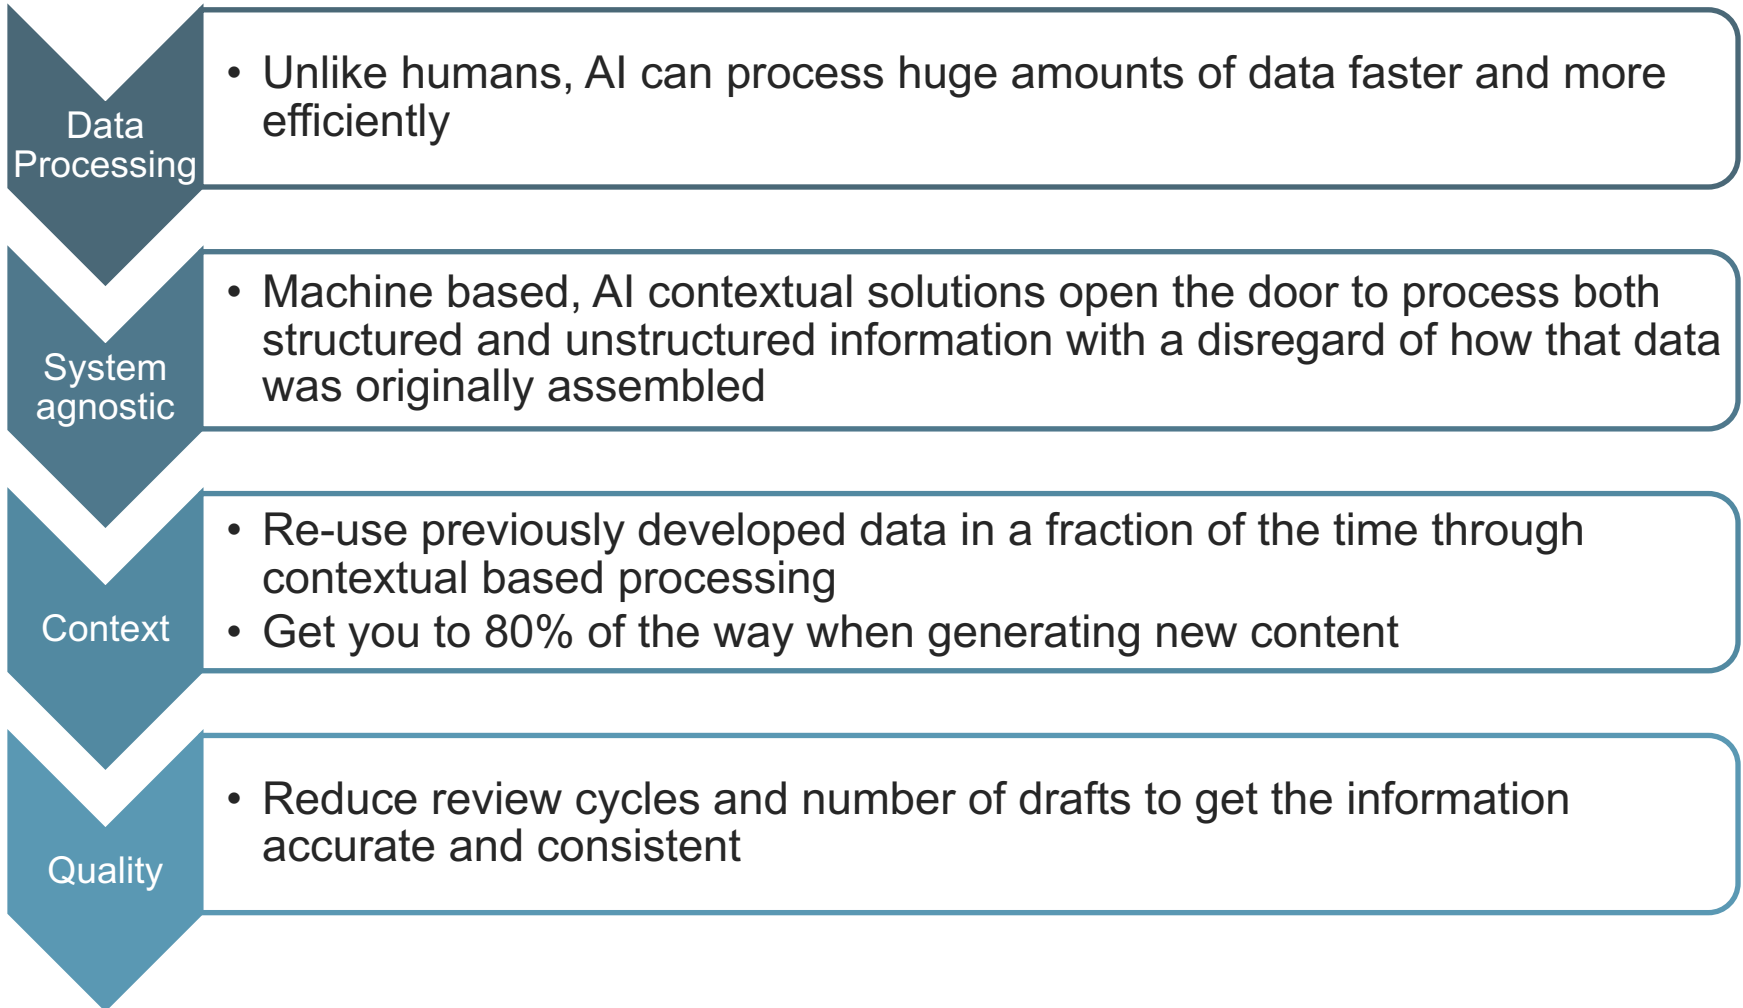 Data
Processing
• Unlike humans, AI can process huge amounts of data faster and more
efficiently
System
agnostic
• Machine based, AI contextual solutions open the door to process both
structured and unstructured information with a disregard of how that data
was originally assembled
Context
• Re-use previously developed data in a fraction of the time through
contextual based processing
• Get you to 80% of the way when generating new content
Quality
• Reduce review cycles and number of drafts to get the information
accurate and consistent